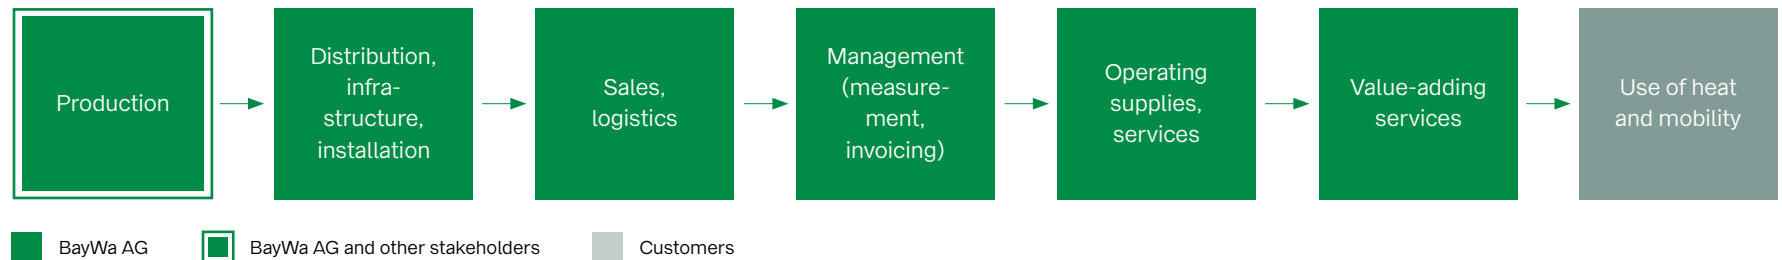 Production
Distribution,
infra-
structure,
installation
Sales,
logistics
Management
(measure-
ment,
invoicing)
Operating
supplies,
services
Value-adding
services
Use of heat
and mobility
BayWa AG
BayWa AG and other stakeholders
Customers